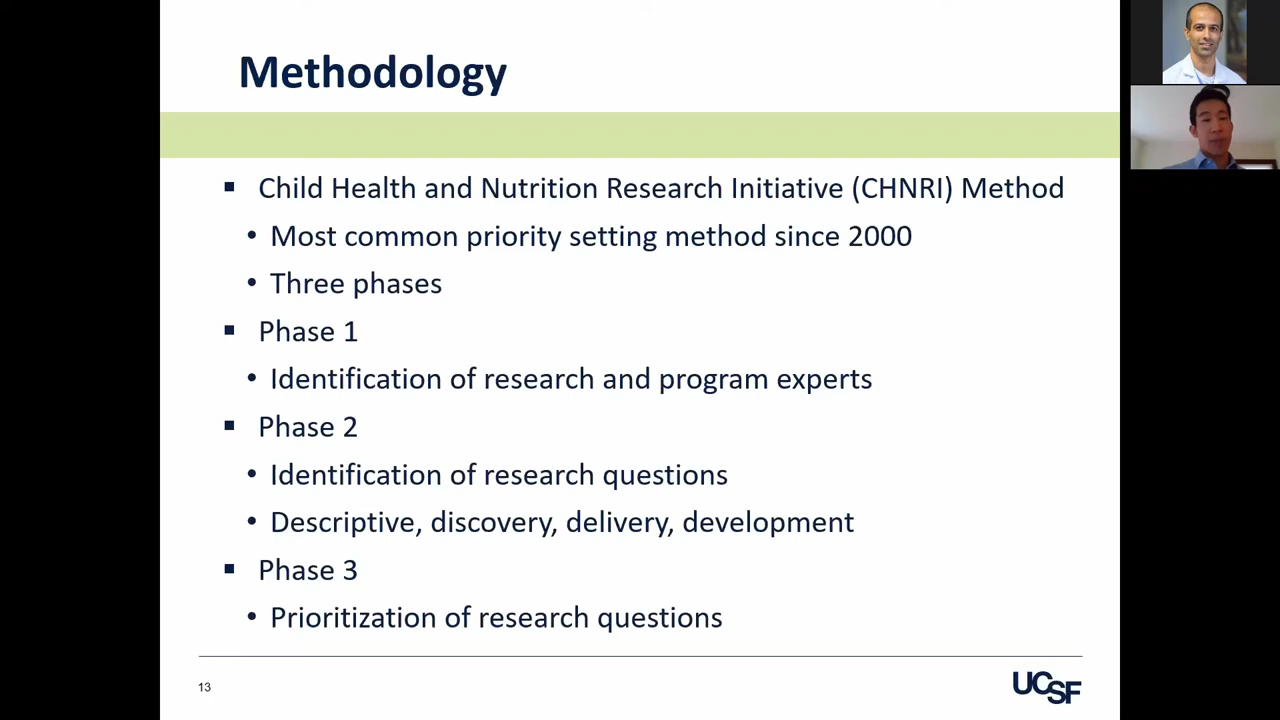 Methodology
▪ Child Health and Nutrition Research Initiative (CHNRI) Method
• Most common priority setting method since 2000
• Three phases
▪ Phase 1
• Identification of research and program experts
▪ Phase 2
• Identification of research questions
• Descriptive, discovery, delivery, development
▪ Phase 3
• Prioritization of research questions
13
UCSF